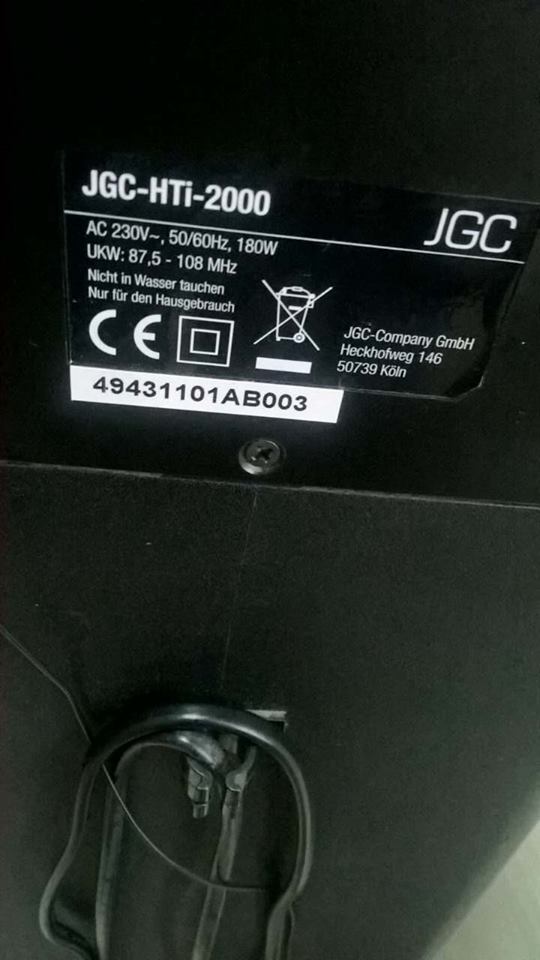 JGC-HTi-2000
JGC
AC 230V~, 50/60Hz, 180W
UKW: 87,5 - 108 MHz
Nicht in Wasser tauchen
Nur für den Hausgebrauch
CE
JGC-Company GmbH
Heckhofweg 146
50739 Köln
49431101AB003